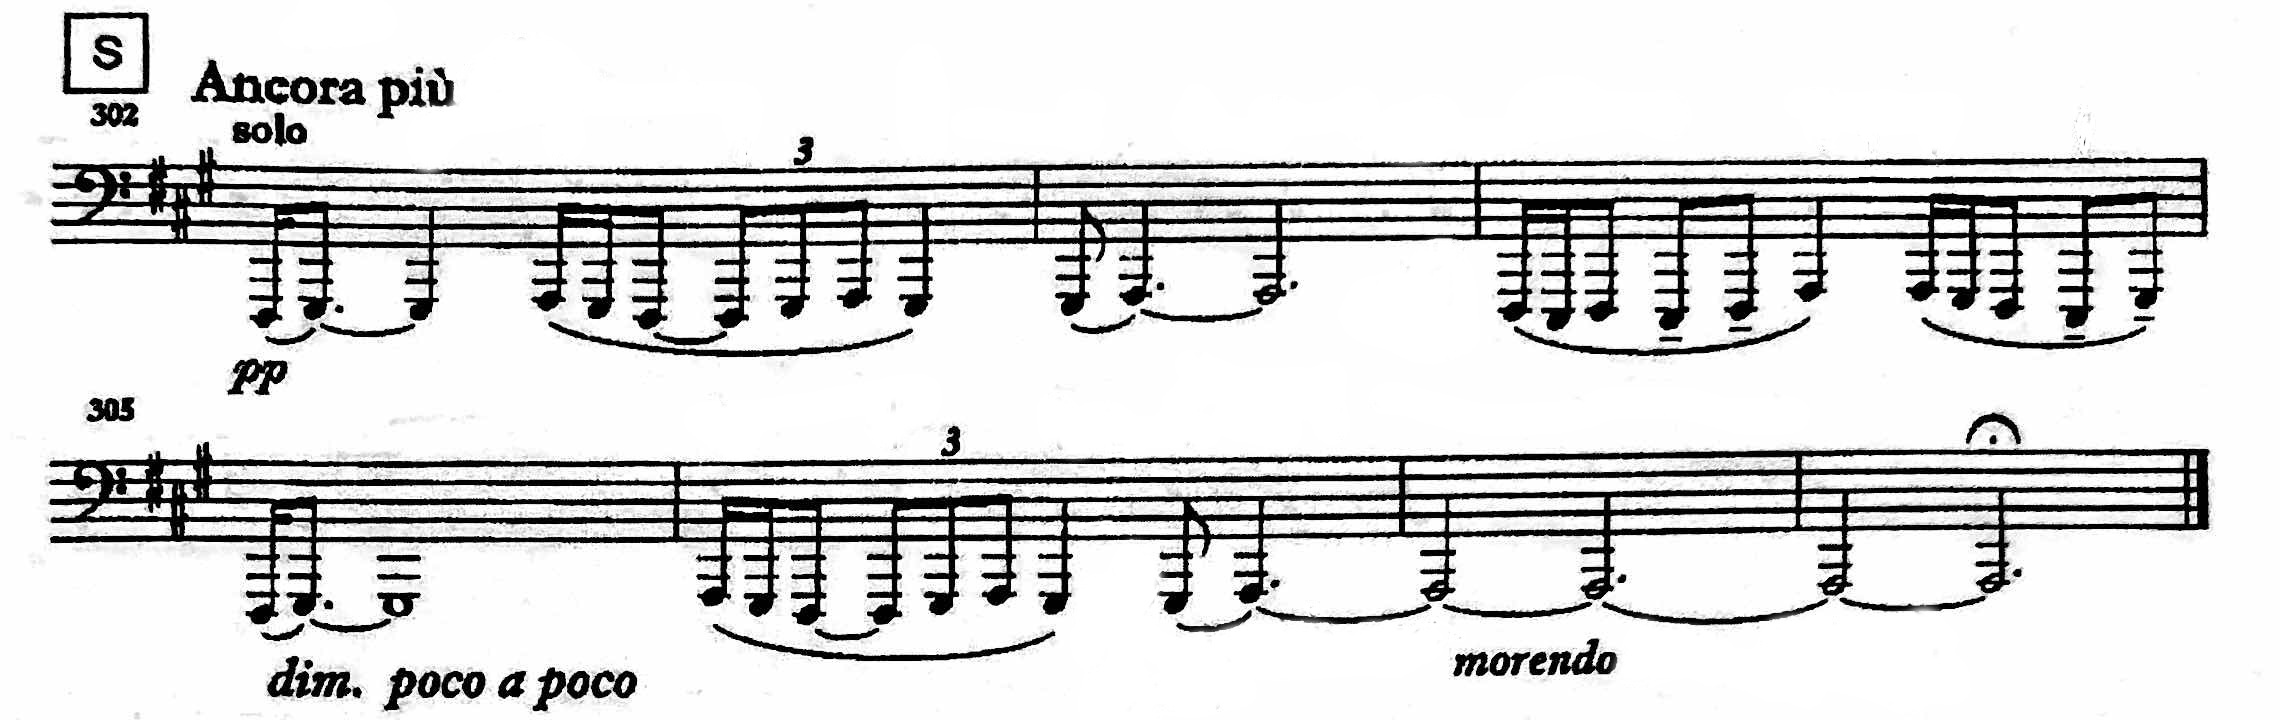 S
302 Ancora più
solo
3
pp
305
3
dim. poco a poco
morendo